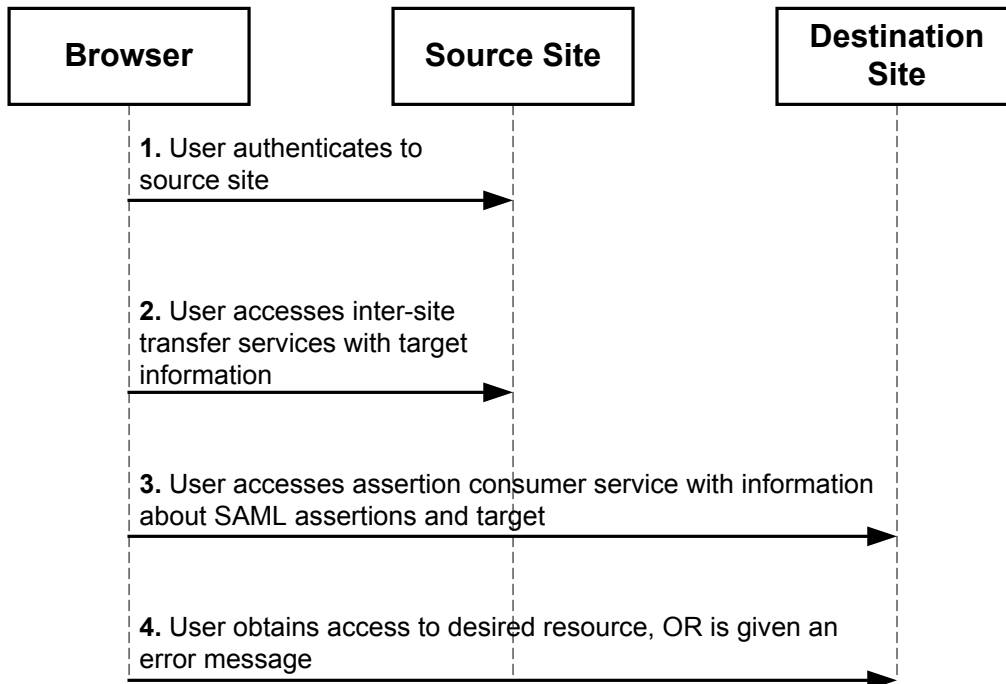 Browser
Source Site
Destination
Site
1. User authenticates to
source site
2. User accesses inter-site
transfer services with target
information
3. User accesses assertion consumer service with information
about SAML assertions and target
4. User obtains access to desired resource, OR is given an
error message